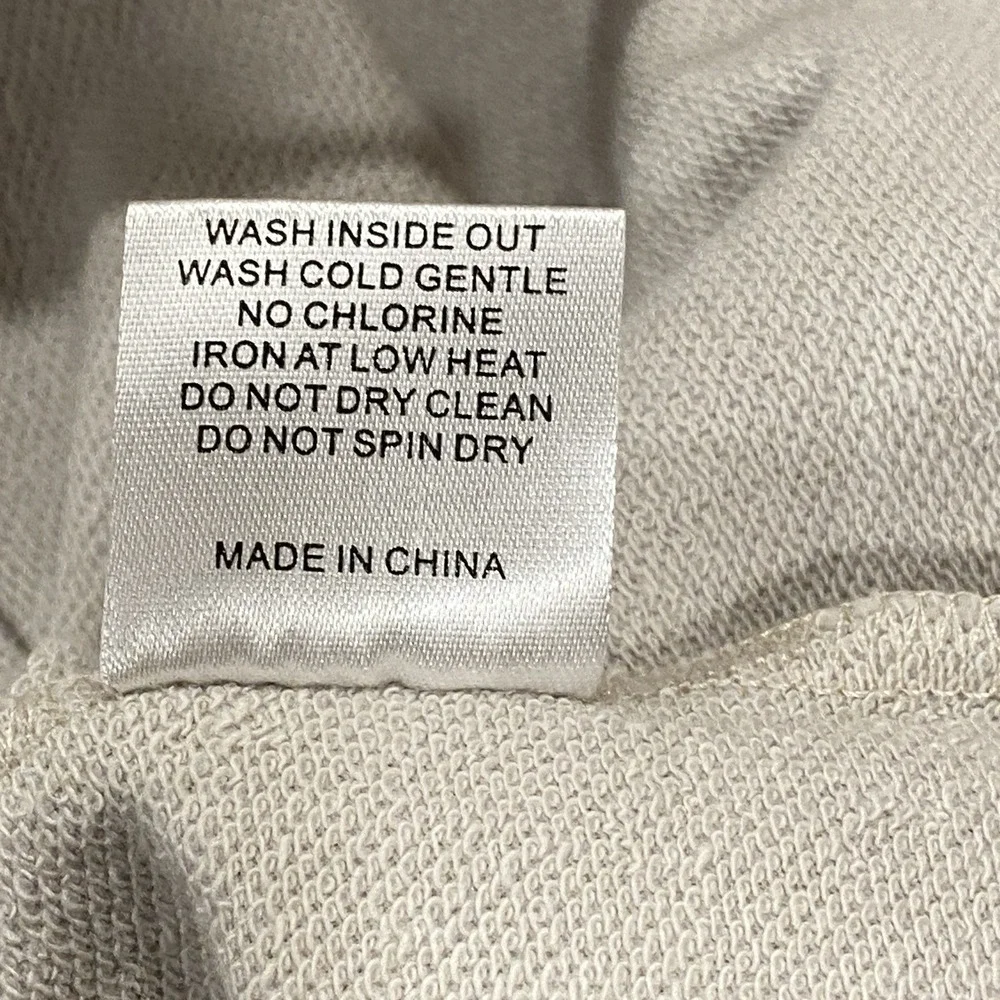 WASH INSIDE OUT
WASH COLD GENTLE
NO CHLORINE
IRON AT LOW HEAT
DO NOT DRY CLEAN
DO NOT SPIN DRY
MADE IN CHINA